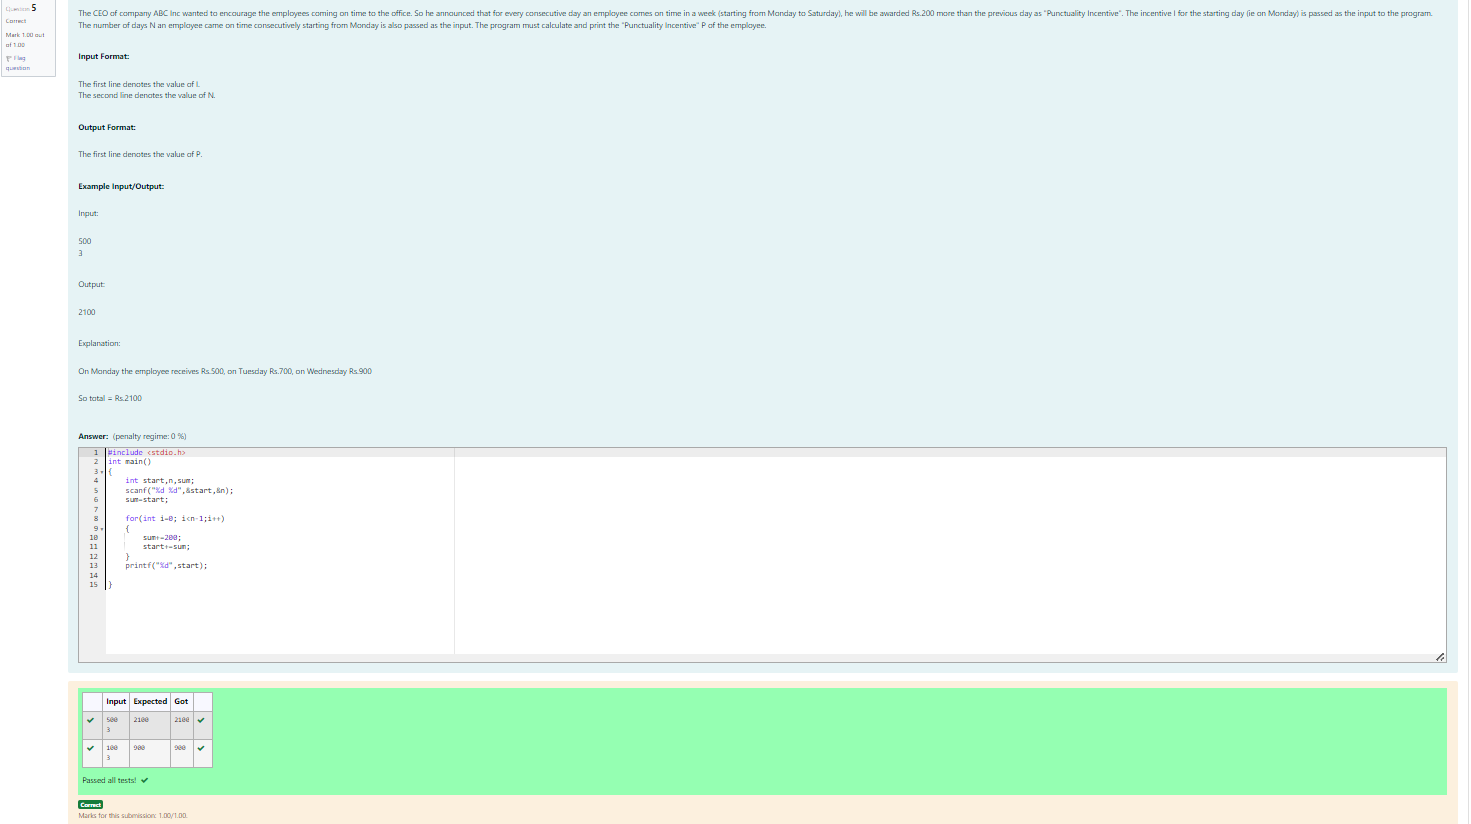 Question 5
Correct
Mark 1.00 out
of 1.00
Flag
question
The CEO of company ABC Inc wanted to encourage the employees coming on time to the office. So he announced that for every consecutive day an employee comes on time in a week (starting from Monday to Saturday), he will be awarded Rs.200 more than the previous day as "Punctuality Incentive". The incentive I for the starting day (ie on Monday) is passed as the input to the program.
The number of days N an employee came on time consecutively starting from Monday is also passed as the input. The program must calculate and print the "Punctuality Incentive" P of the employee.
Input Format:
The first line denotes the value of I.
The second line denotes the value of N.
Output Format:
The first line denotes the value of P.
Example Input/Output:
Input:
500
3
Output:
2100
Explanation:
On Monday the employee receives Rs.500, on Tuesday Rs.700, on Wednesday Rs.900
So total = Rs.2100
Answer: (penalty regime: 0 %)
1 #include <stdio.h>
2 int main()
3 {
4 int start,n,sum;
5 scanf("%d %d",&start,&n);
6 sum=start;
7
8 for(int i=0; i<n-1;i++)
9 {
10 sum+=200;
11 start+=sum;
12 }
13 printf("%d",start);
14
15 }
Input Expected Got
500 2100 2100
3
100 900 900
3
Passed all tests!
Correct
Marks for this submission: 1.00/1.00.